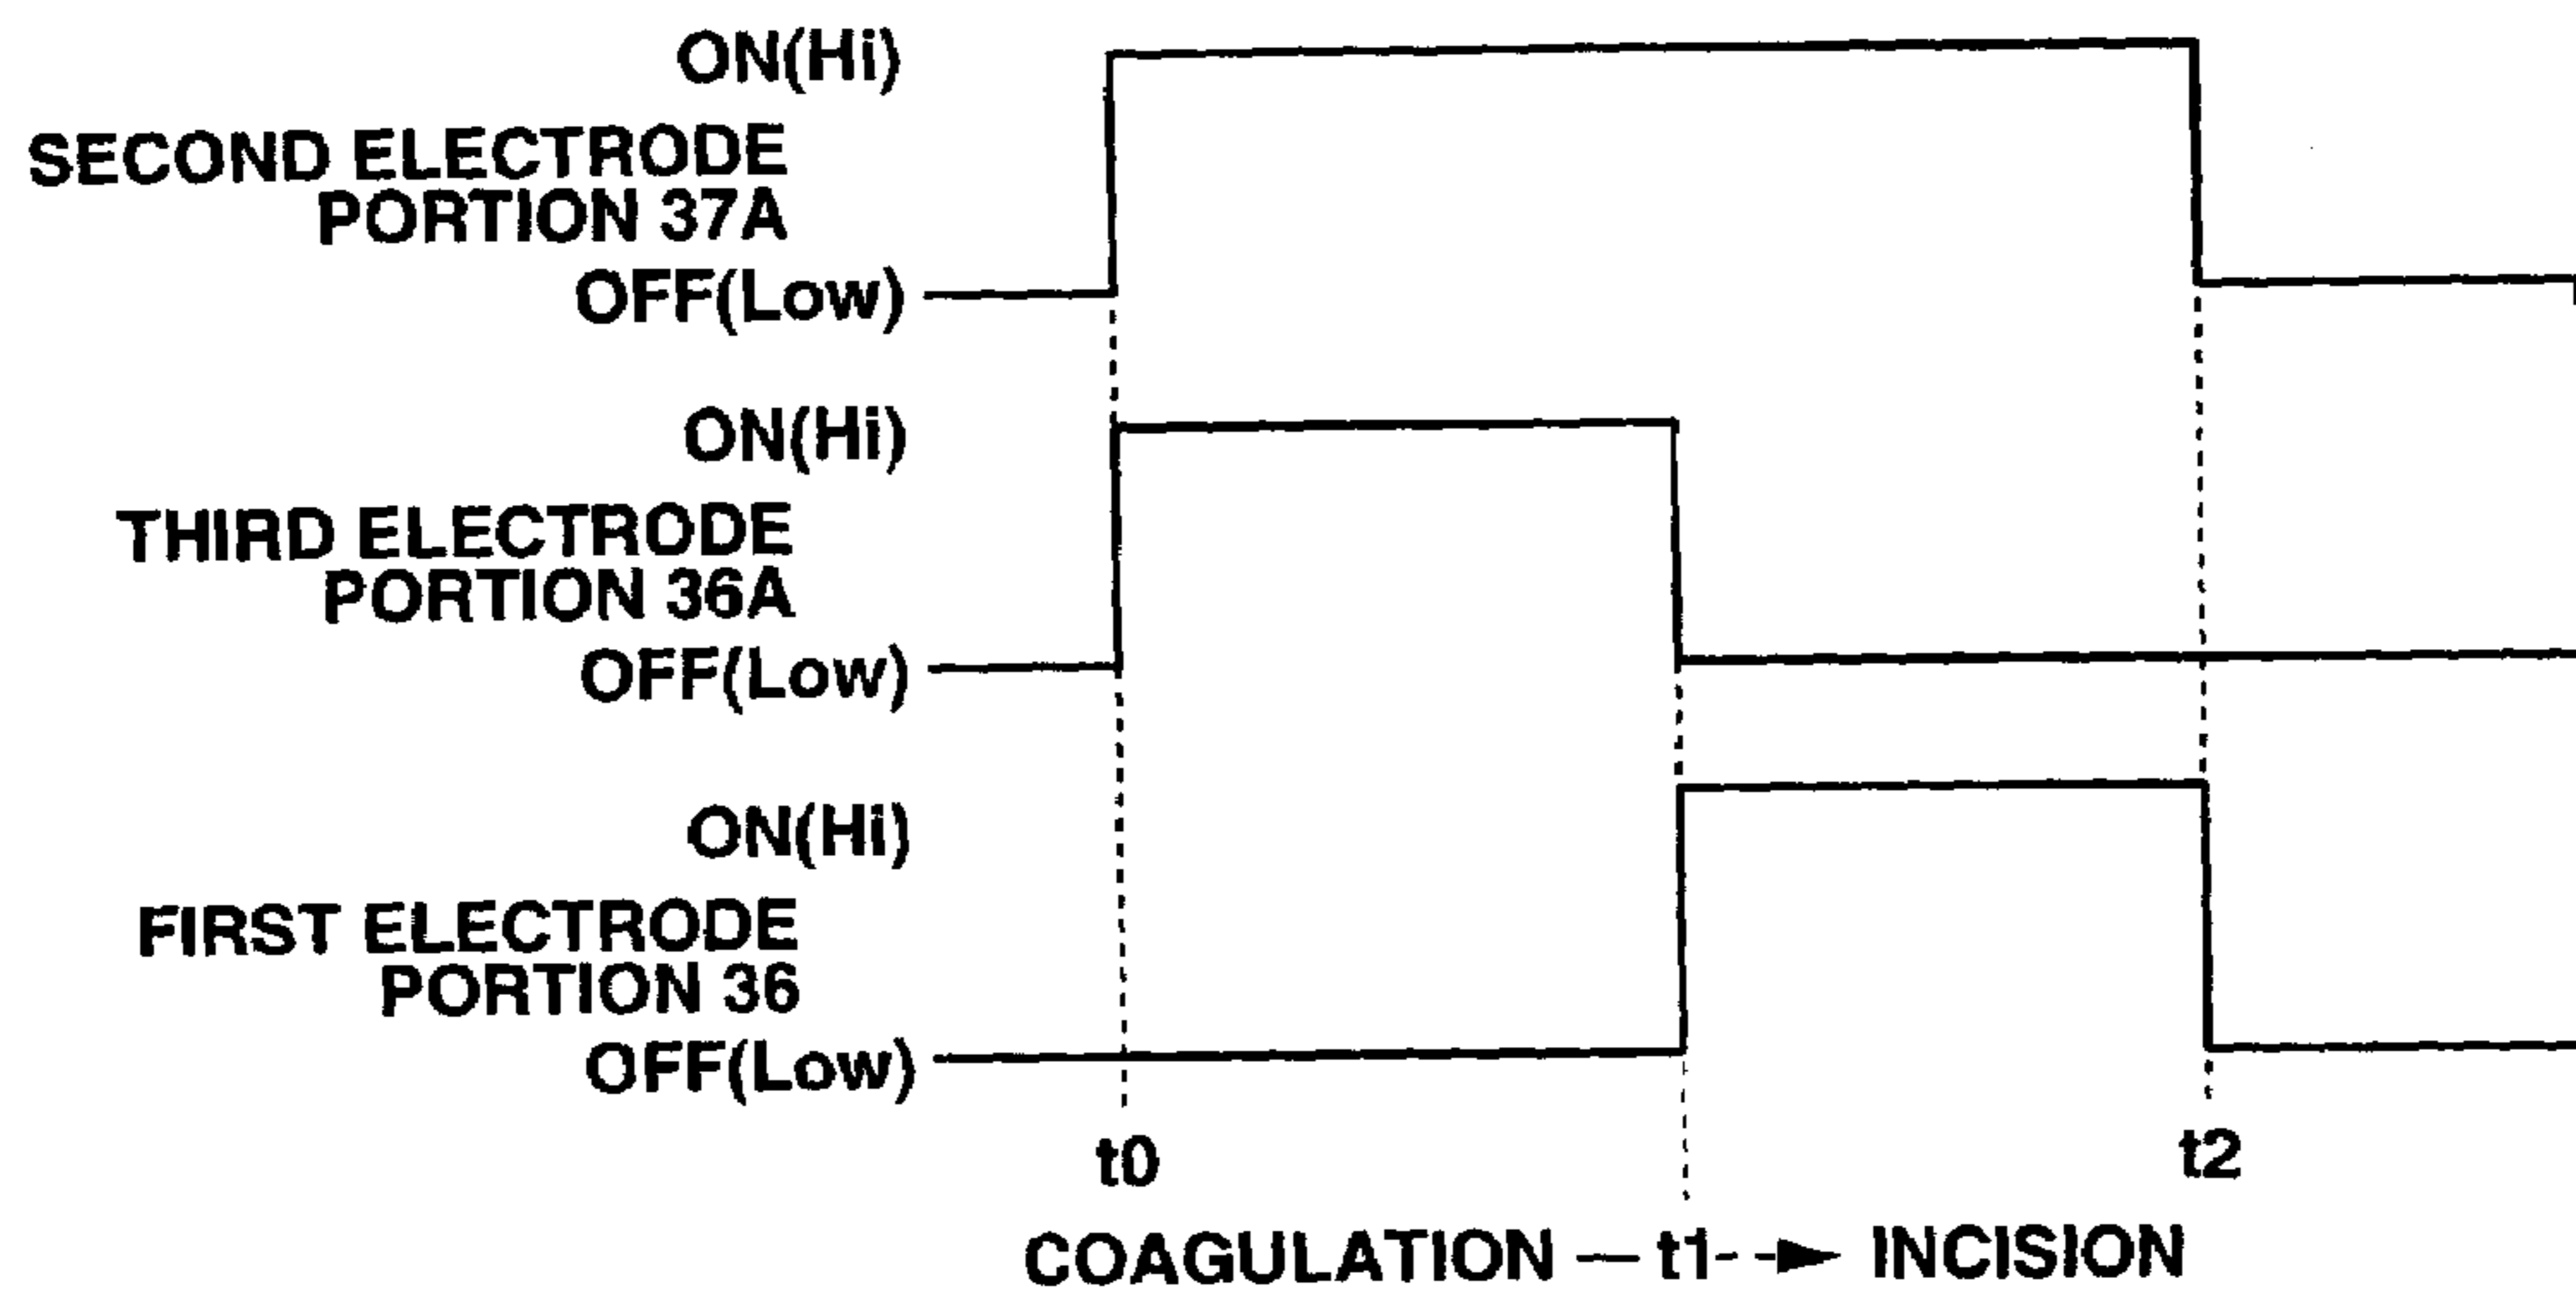 ON(Hi)
SECOND ELECTRODE
PORTION 37A
OFF(Low)
ON(Hi)
THIRD ELECTRODE
PORTION 36A
OFF(Low)
ON(Hi)
FIRST ELECTRODE
PORTION 36
OFF(Low)
t0
t2
COAGULATION — t1- -► INCISION